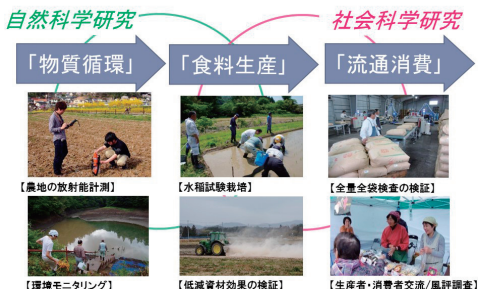 自然科学研究
社会科学研究
「物質循環」
「食料生産」
「流通消費」
【農地の放射能計測】
【水稲試験栽培】
【全量全袋検査の検証】
【環境モニタリング】
【低減資材効果の検証】
【生産者・消費者交流/風評調査】